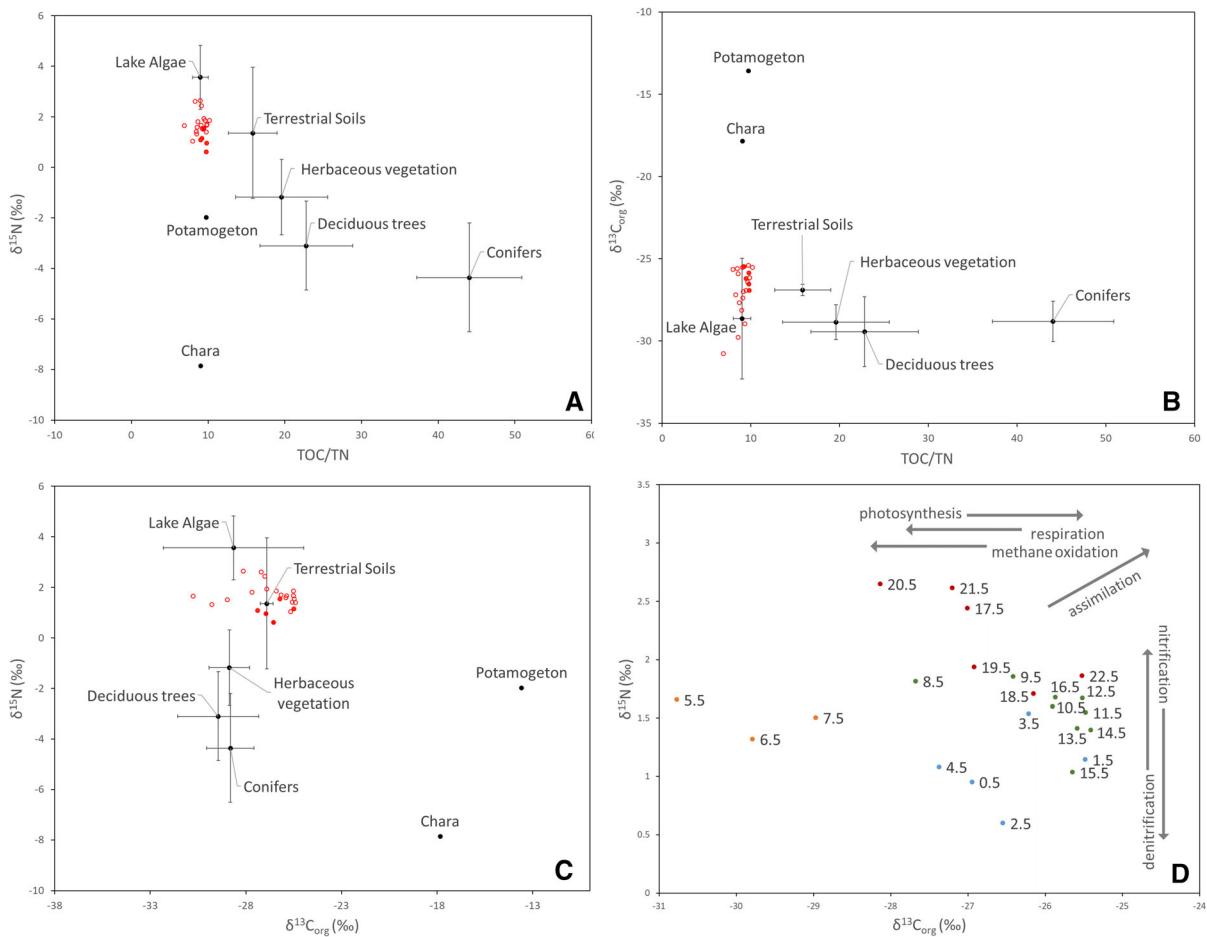 6
4
2
0
-2
-4
-6
-8
-10
δ¹⁵N (‰)
Lake Algae
Terrestrial Soils
Herbaceous vegetation
Potamogeton
Deciduous trees
Conifers
Chara
A
-10
0
10
20
30
40
50
TOC/TN
-10
-15
-20
-25
-30
-35
δ¹³C_org (‰)
Potamogeton
Chara
Terrestrial Soils
Herbaceous vegetation
Conifers
Lake Algae
Deciduous trees
B
0
10
20
30
40
50
60
TOC/TN
6
4
2
0
-2
-4
-6
-8
-10
δ¹⁵N (‰)
Lake Algae
Terrestrial Soils
Potamogeton
Herbaceous
vegetation
Deciduous trees
Conifers
Chara
C
-38
-33
-28
-23
-18
-13
δ¹³C_org (‰)
3.5
3
2.5
2
1.5
1
0.5
0
δ¹⁵N (‰)
photosynthesis
respiration
methane oxidation
assimilation
nitrification
denitrification
20.5
21.5
17.5
19.5
9.5
22.5
8.5
16.5
12.5
18.5
10.5
11.5
5.5
7.5
3.5
6.5
13.5
14.5
4.5
1.5
0.5
15.5
2.5
D
-31
-30
-29
-28
-27
-26
-25
-24
δ¹³C_org (‰)